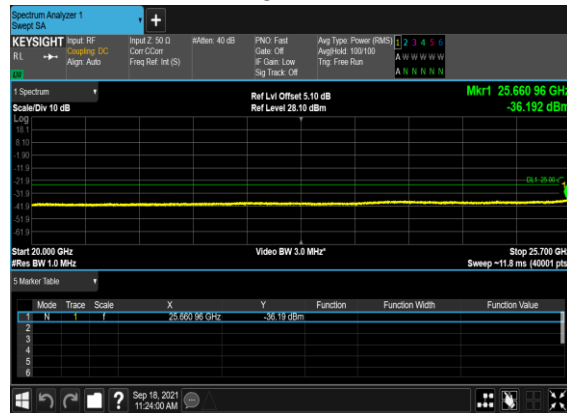 Spectrum Analyzer 1
Swept SA
+
KEYSIGHT Input: RF Input Z: 50 Ω #Atten: 40 dB PNO: Fast Avg Type: Power (RMS) 1 2 3 4 5 6
RL Coupling: DC Corr CCorr Gate: Off Avg|Hold: 100/100 A W W W W W
Align: Auto Freq Ref: Int (S) IF Gain: Low Trig: Free Run
Sig Track: Off A N N N N N
1 Spectrum Ref Lvl Offset 5.10 dB Mkr1 25.660 96 GHz
Scale/Div 10 dB Ref Level 28.10 dBm -36.192 dBm
Log
18.1
8.10
-1.90
-11.9
-21.9
DL1 -25.00
-31.9
-41.9
-51.9
-61.9
Start 20.000 GHz Video BW 3.0 MHz* Stop 25.700 GHz
#Res BW 1.0 MHz Sweep ~11.8 ms (40001 pts
5 Marker Table
Mode Trace Scale X Y Function Function Width Function Value
1 N 1 f 25.660 96 GHz -36.19 dBm
2
3
4
5
6
? Sep 18, 2021
11:24:00 AM